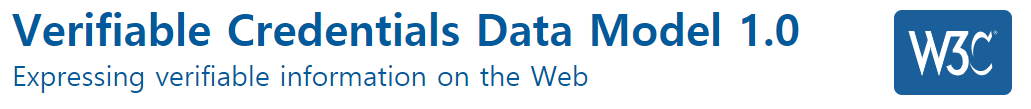 Verifiable Credentials Data Model 1.0
Expressing verifiable information on the Web
W3C®